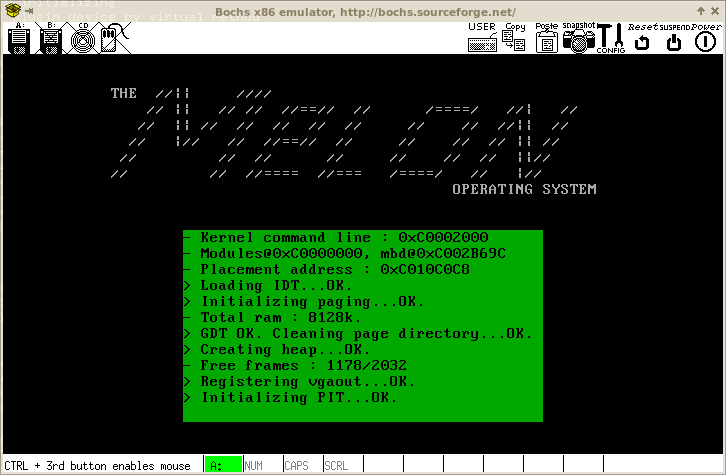 Bochs x86 emulator, http://bochs.sourceforge.net/
A: B: CD
USER Copy Paste snapshot CONFIG Reset SUSPEND Power
THE
OPERATING SYSTEM
- Kernel command line : 0xC0002000
- Modules@0xC0000000, mbd@0xC002B69C
- Placement address : 0xC010C0C8
> Loading IDT...OK.
> Initializing paging...OK.
- Total ram : 8128k.
> GDT OK. Cleaning page directory...OK.
> Creating heap...OK.
- Free frames : 1178/2032
> Registering vgaout...OK.
> Initializing PIT...OK.
CTRL + 3rd button enables mouse A: NUM CAPS SCRL